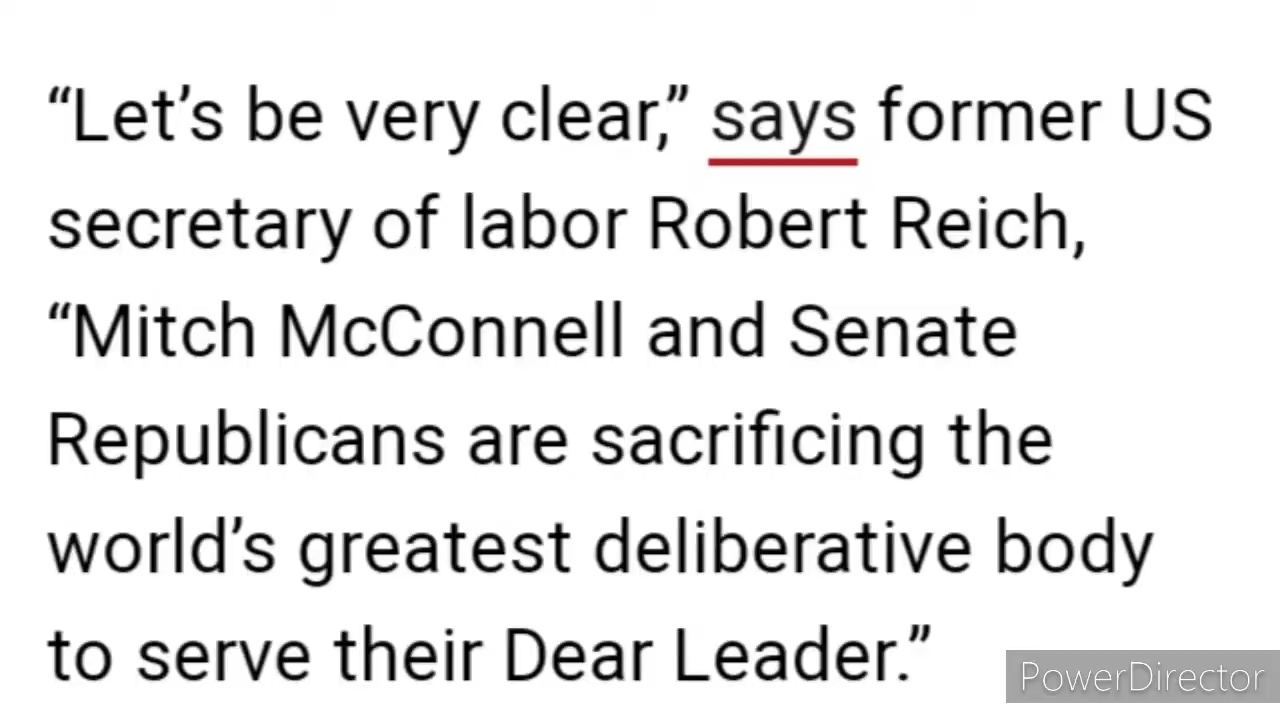 “Let’s be very clear,” says former US
secretary of labor Robert Reich,
“Mitch McConnell and Senate
Republicans are sacrificing the
world’s greatest deliberative body
to serve their Dear Leader.”
PowerDirector